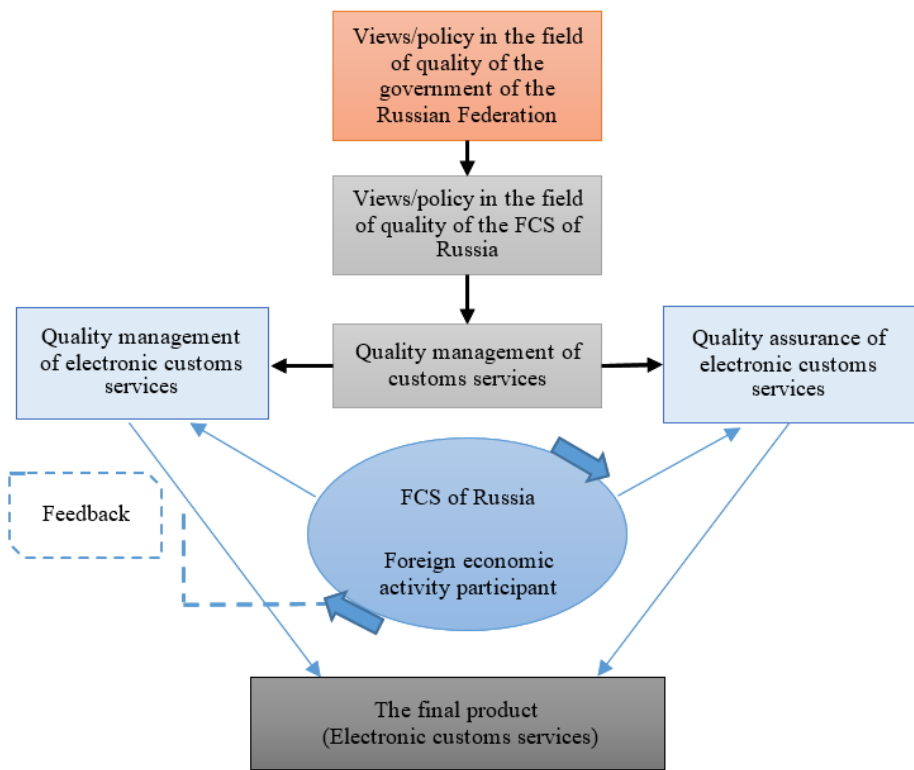 Views/policy in the field
of quality of the
government of the
Russian Federation
Views/policy in the field
of quality of the FCS of
Russia
Quality management
of electronic customs
services
Quality management of
customs services
Quality assurance of
electronic customs
services
Feedback
FCS of Russia
Foreign economic
activity participant
The final product
(Electronic customs services)